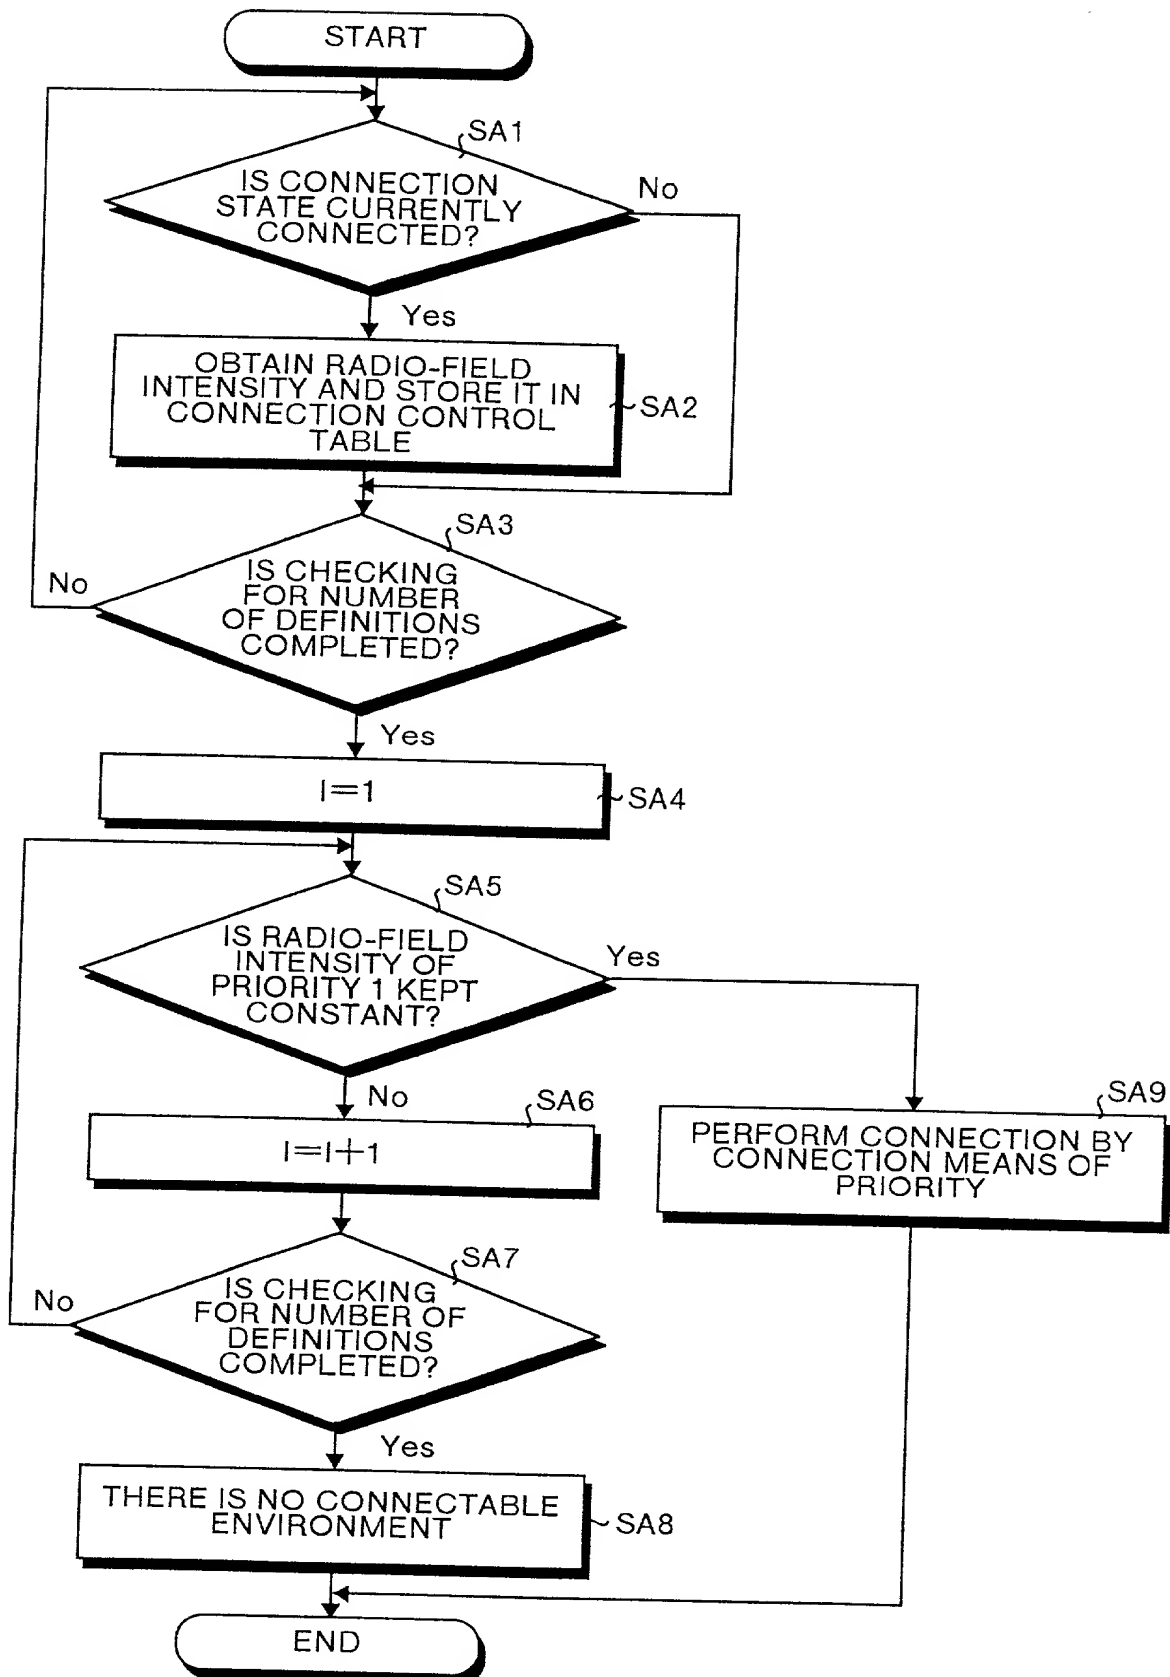 START
SA1
IS CONNECTION
STATE CURRENTLY
CONNECTED?
No
Yes
OBTAIN RADIO-FIELD
INTENSITY AND STORE IT IN
CONNECTION CONTROL
TABLE
SA2
SA3
IS CHECKING
FOR NUMBER
OF DEFINITIONS
COMPLETED?
No
Yes
I=1
SA4
SA5
IS RADIO-FIELD
INTENSITY OF
PRIORITY 1 KEPT
CONSTANT?
Yes
No
SA6
I=I+1
SA9
PERFORM CONNECTION BY
CONNECTION MEANS OF
PRIORITY
SA7
IS CHECKING
FOR NUMBER OF
DEFINITIONS
COMPLETED?
No
Yes
THERE IS NO CONNECTABLE
ENVIRONMENT
SA8
END